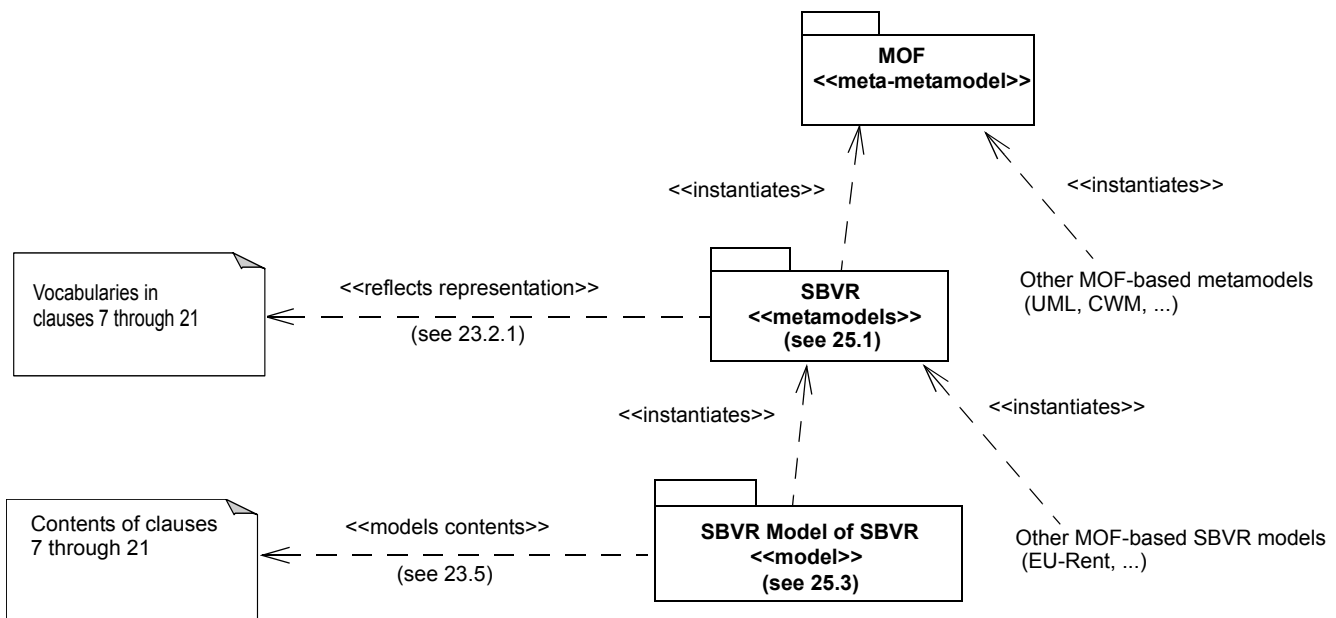 MOF
<<meta-metamodel>>
<<instantiates>>
<<instantiates>>
Vocabularies in
clauses 7 through 21
<<reflects representation>>
(see 23.2.1)
SBVR
<<metamodels>>
(see 25.1)
Other MOF-based metamodels
(UML, CWM, ...)
<<instantiates>>
<<instantiates>>
Contents of clauses
7 through 21
<<models contents>>
(see 23.5)
SBVR Model of SBVR
<<model>>
(see 25.3)
Other MOF-based SBVR models
(EU-Rent, ...)